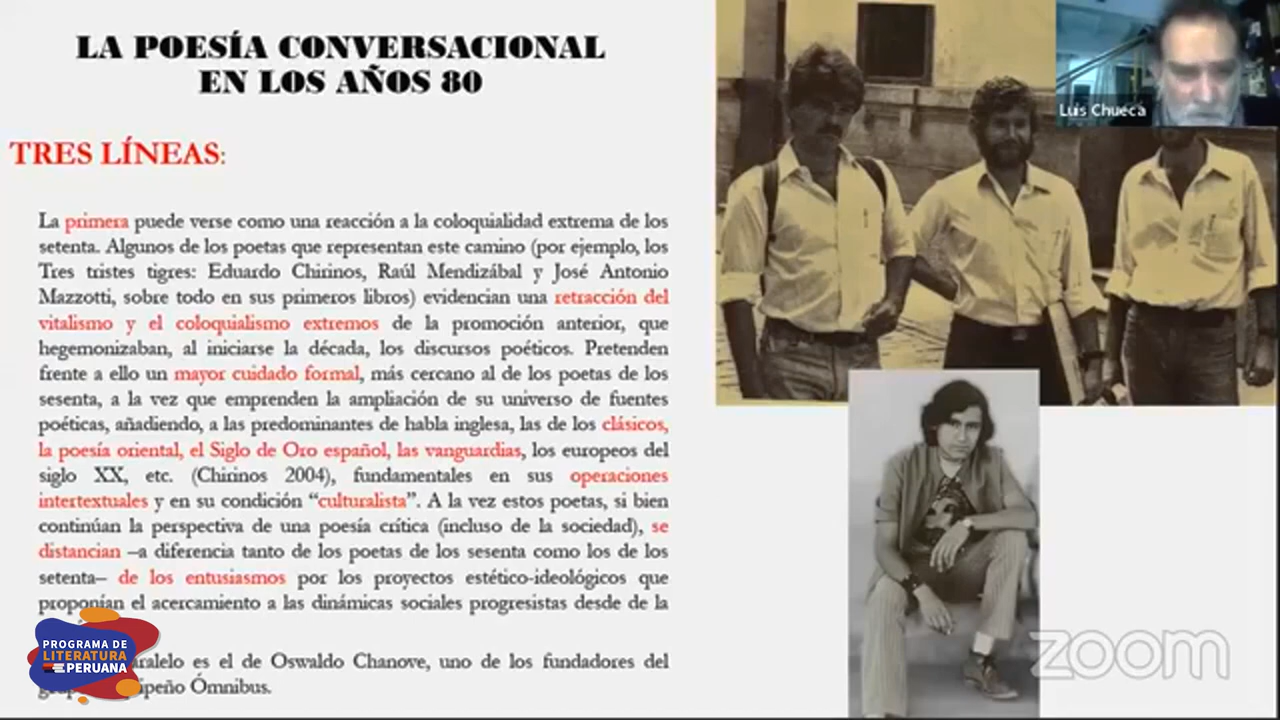 LA POESÍA CONVERSACIONAL
EN LOS AÑOS 80
TRES LÍNEAS:
La primera puede verse como una reacción a la coloquialidad extrema de los
setenta. Algunos de los poetas que representan este camino (por ejemplo, los
Tres tristes tigres: Eduardo Chirinos, Raúl Mendizábal y José Antonio
Mazzotti, sobre todo en sus primeros libros) evidencian una retracción del
vitalismo y el coloquialismo extremos de la promoción anterior, que
hegemonizaban, al iniciarse la década, los discursos poéticos. Pretenden
frente a ello un mayor cuidado formal, más cercano al de los poetas de los
sesenta, a la vez que emprenden la ampliación de su universo de fuentes
poéticas, añadiendo, a las predominantes de habla inglesa, las de los clásicos,
la poesía oriental, el Siglo de Oro español, las vanguardias, los europeos del
siglo XX, etc. (Chirinos 2004), fundamentales en sus operaciones
intertextuales y en su condición “culturalista”. A la vez estos poetas, si bien
continúan la perspectiva de una poesía crítica (incluso de la sociedad), se
distancian –a diferencia tanto de los poetas de los sesenta como los de los
setenta– de los entusiasmos por los proyectos estético-ideológicos que
proponían el acercamiento a las dinámicas sociales progresistas desde de la
es el de Oswaldo Chanove, uno de los fundadores del
Ómnibus.
PROGRAMA DE
LITERATURA
PERUANA
Luis Chueca
zoom